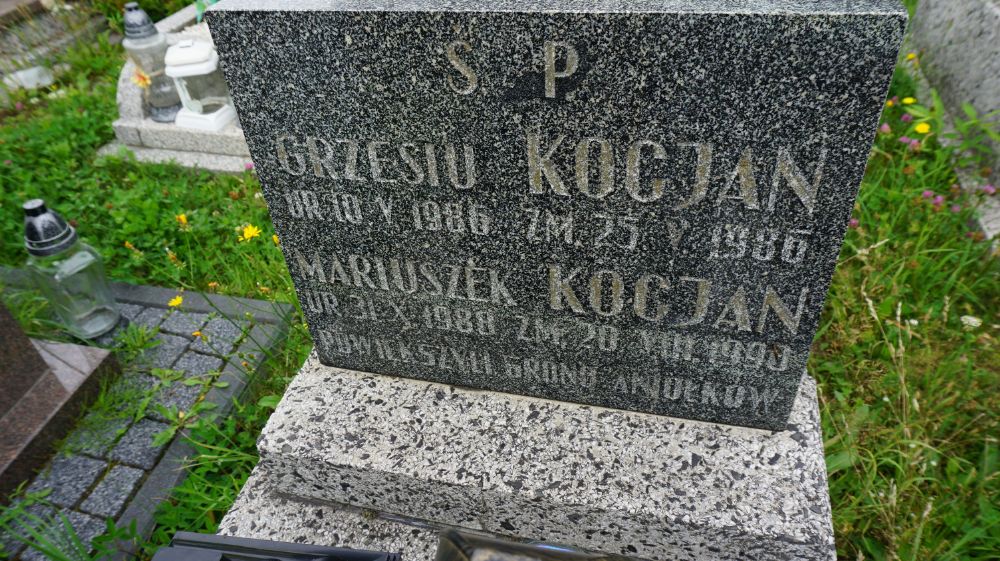 Ś. P.
GRZESIU KOCJAN
UR. 10 V 1986 ZM. 25 V 1986
MARIUSZEK KOCJAN
UR. 31 X 1988 ZM. 20 VIII 1990
POWIĘKSZYLI GRONO ANIOŁKÓW